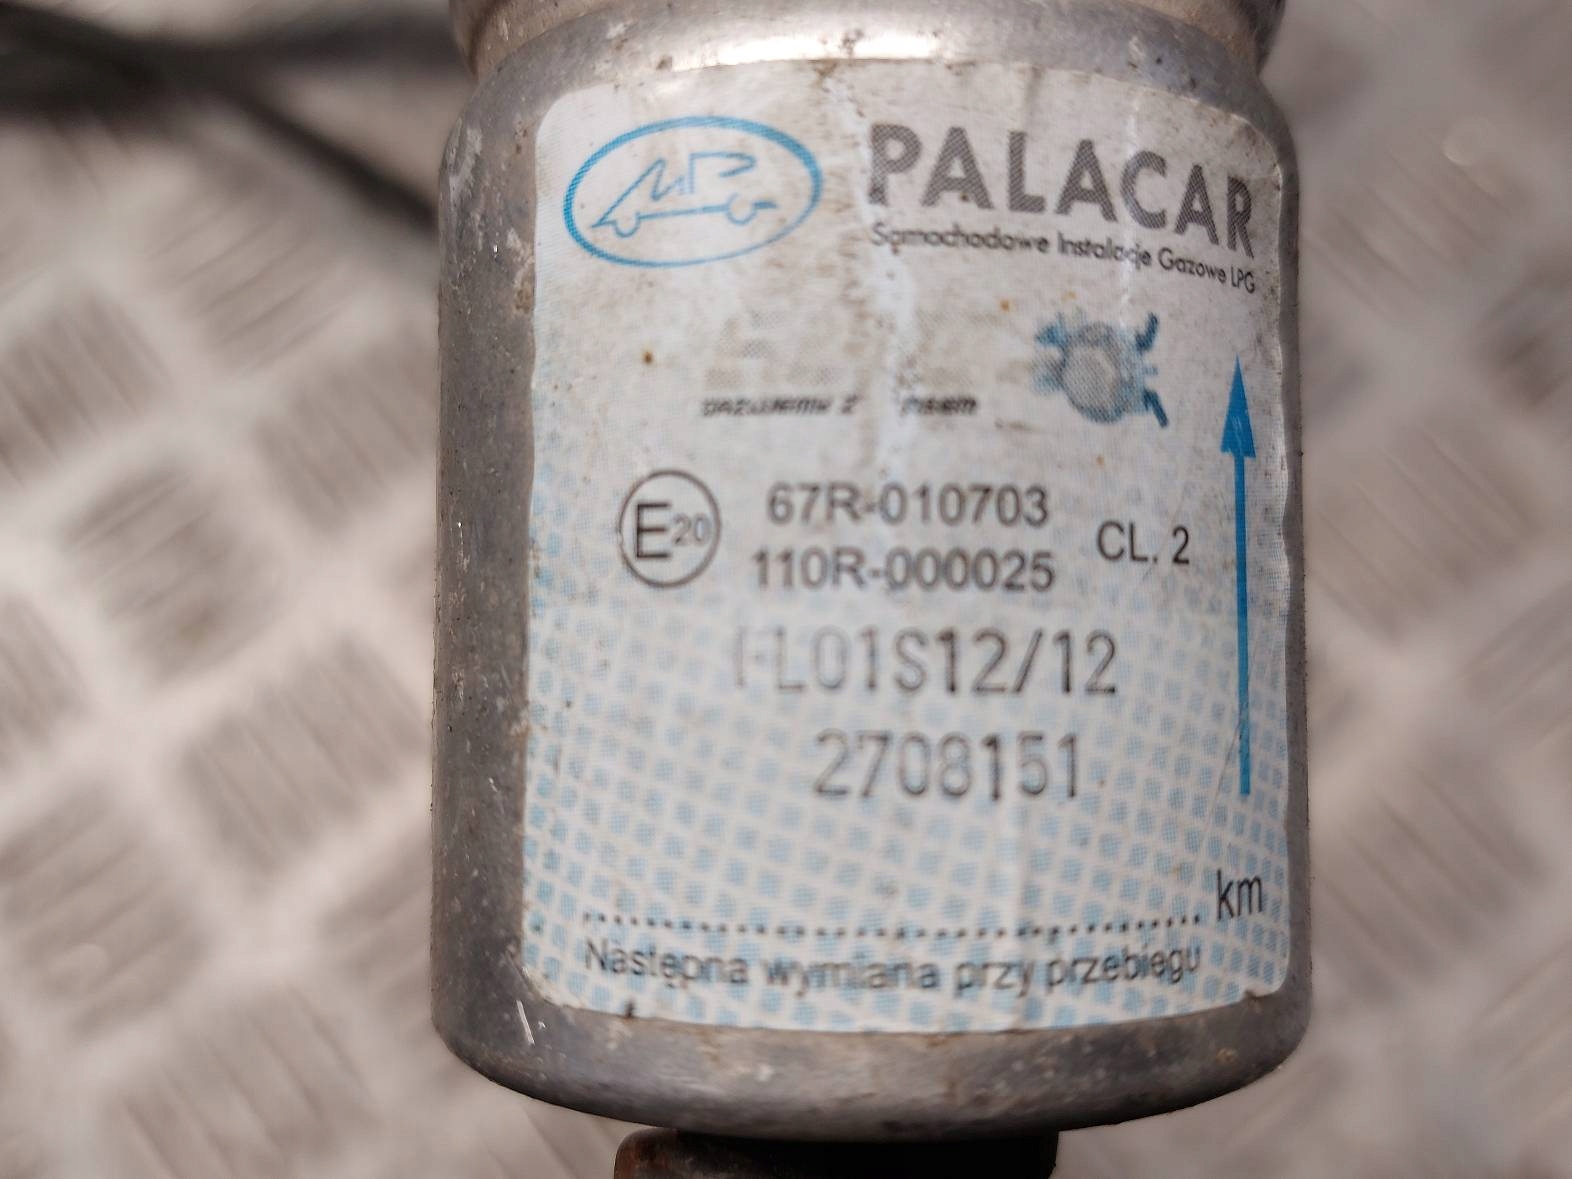 PALACAR
Samochodowe Instalacje Gazowe LPG
E20
67R-010703
110R-000025
CL. 2
FL01S12/12
2708151
km
Następna wymiana przy przebiegu